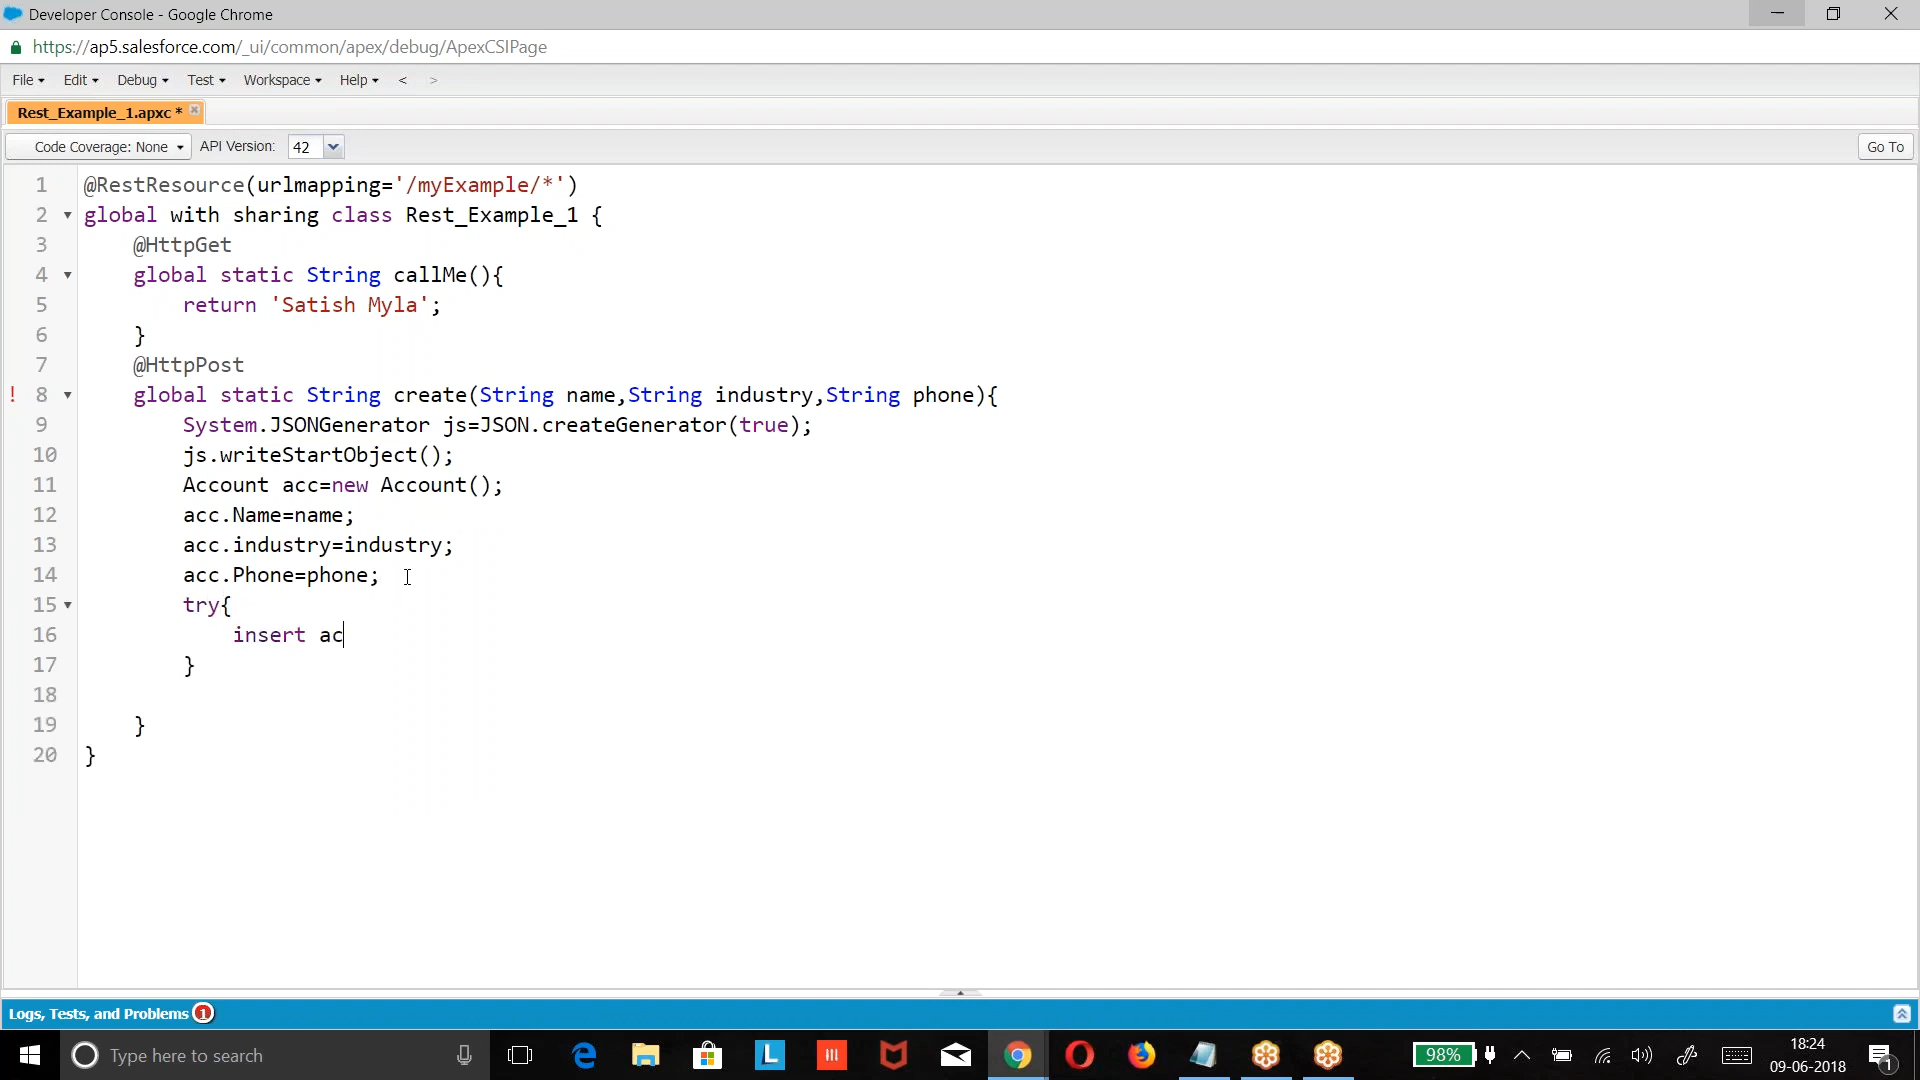 Developer Console - Google Chrome
https://ap5.salesforce.com/_ui/common/apex/debug/ApexCSIPage
File Edit Debug Test Workspace Help < >
Rest_Example_1.apxc *
Code Coverage: None API Version: 42 Go To
1 @RestResource(urlmapping='/myExample/*')
2 global with sharing class Rest_Example_1 {
3 @HttpGet
4 global static String callMe(){
5 return 'Satish Myla';
6 }
7 @HttpPost
! 8 global static String create(String name,String industry,String phone){
9 System.JSONGenerator js=JSON.createGenerator(true);
10 js.writeStartObject();
11 Account acc=new Account();
12 acc.Name=name;
13 acc.industry=industry;
14 acc.Phone=phone;
15 try{
16 insert ac
17 }
18
19 }
20 }
Logs, Tests, and Problems 1
Type here to search
98%
18:24
09-06-2018
1